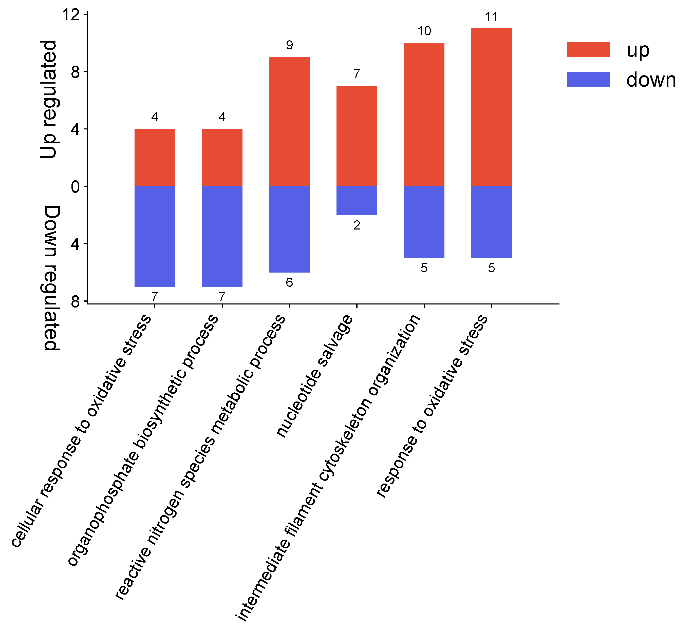 12
8
4
0
4
8
Up regulated
Down regulated
4
4
9
7
10
11
7
7
6
2
5
5
up
down
cellular response to oxidative stress
organophosphate biosynthetic process
reactive nitrogen species metabolic process
nucleotide salvage
intermediate filament cytoskeleton organization
response to oxidative stress